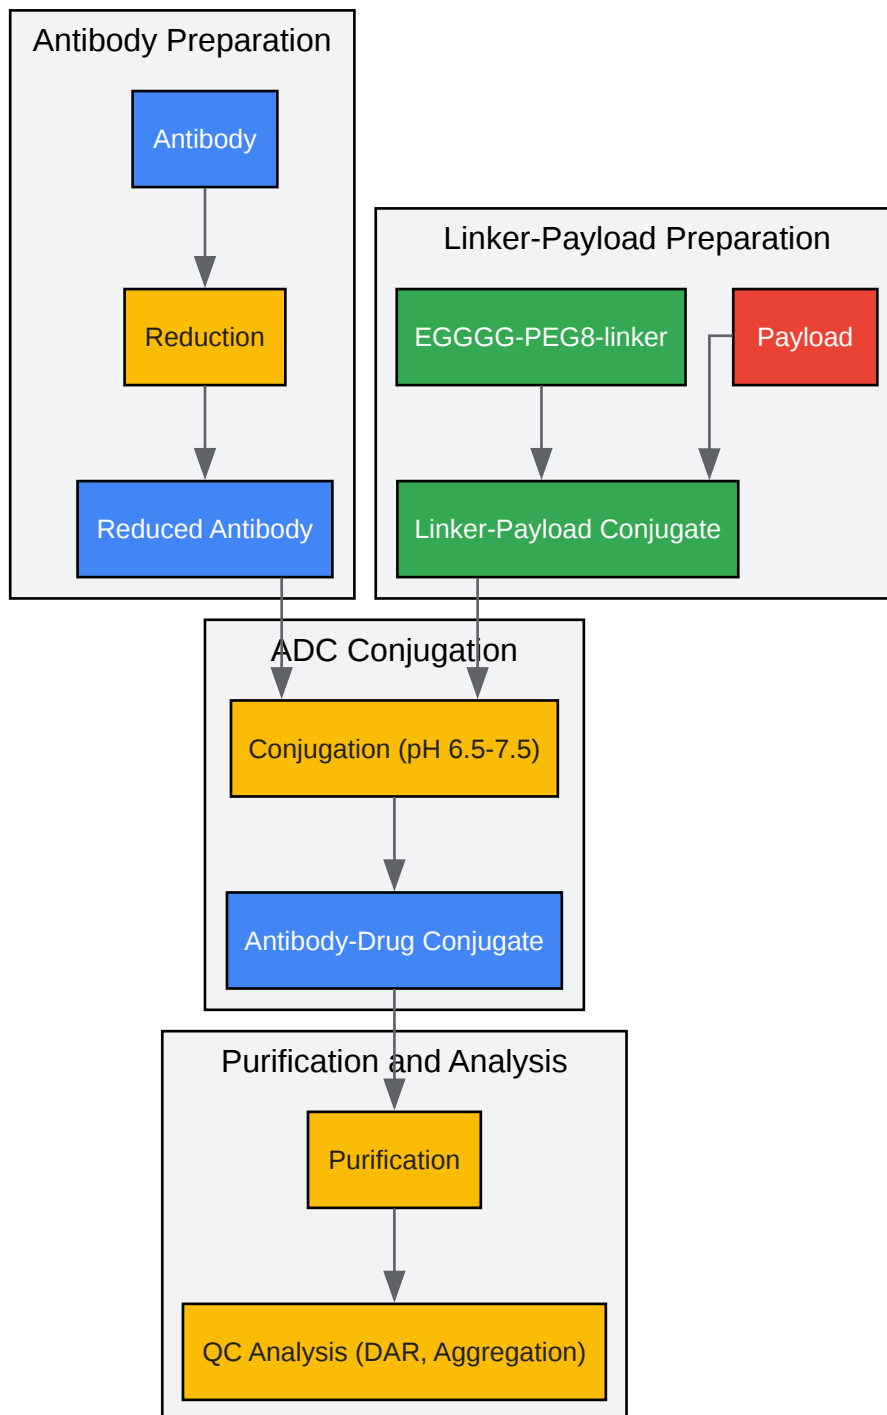 Antibody Preparation
Antibody
Reduction
Reduced Antibody
Linker-Payload Preparation
EGGGG-PEG8-linker
Payload
Linker-Payload Conjugate
ADC Conjugation
Conjugation (pH 6.5-7.5)
Antibody-Drug Conjugate
Purification and Analysis
Purification
QC Analysis (DAR, Aggregation)